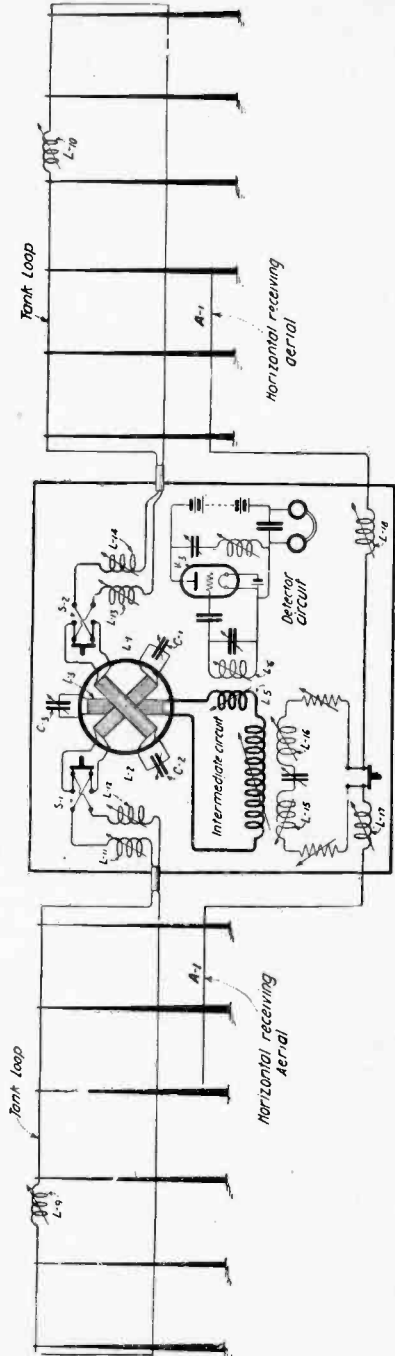 Tank Loop
L-9
A-1
Horizontal receiving
Aerial
S-1
L-11
L-12
C-3
L-3
L-2
C-2
L-1
C-1
S-2
L-13
L-14
Intermediate circuit
L-5
L-6
Detector
circuit
L-15
L-16
L-17
L-18
Tank Loop
L-10
A-1
Horizontal receiving
aerial